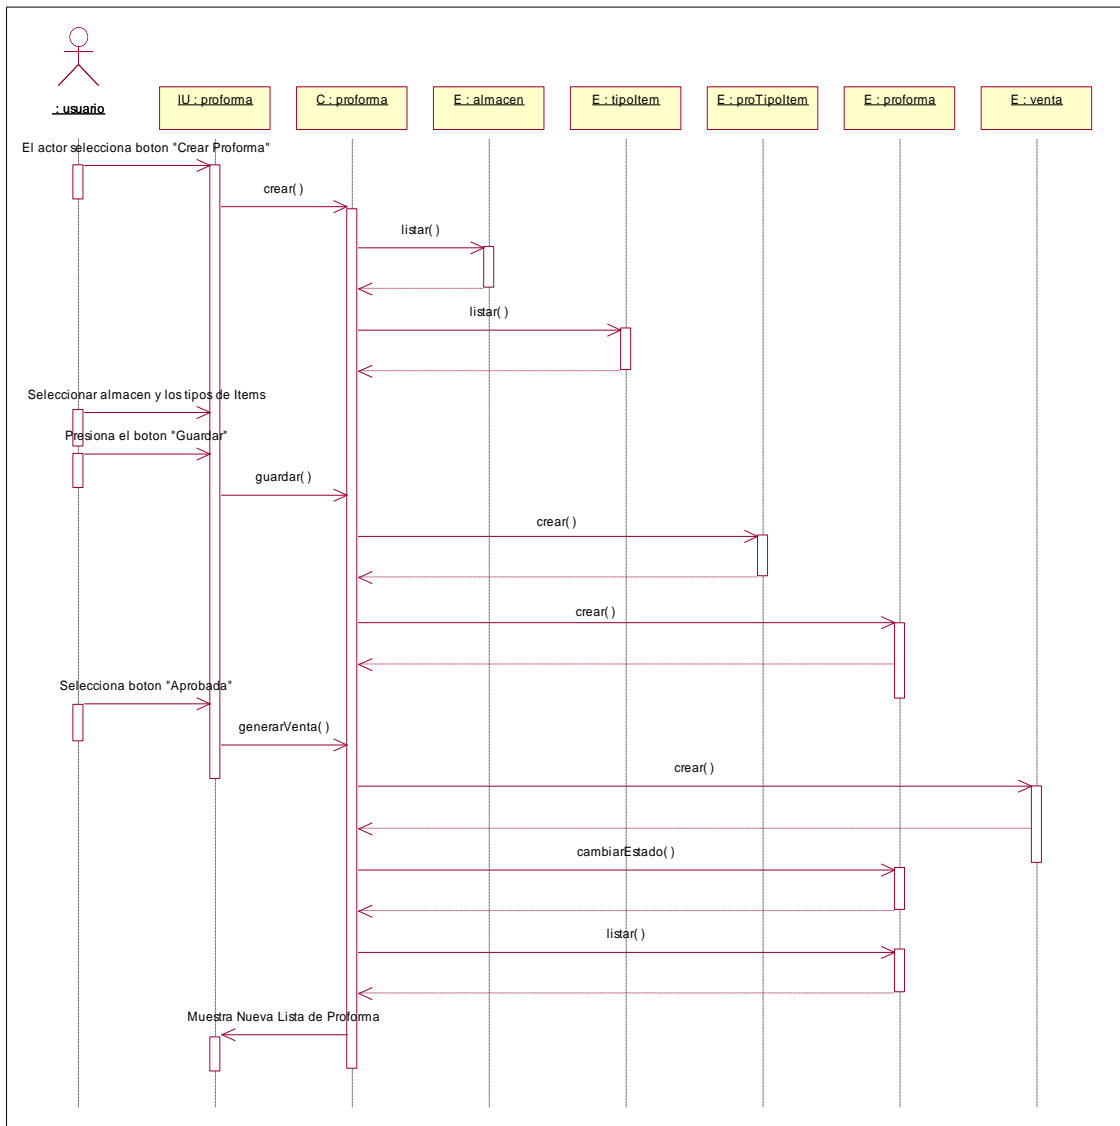 : usuario
IU : proforma
C : proforma
E : almacen
E : tipoItem
E : proTipoItem
E : proforma
E : venta
El actor selecciona boton "Crear Proforma"
crear( )
listar( )
listar( )
Seleccionar almacen y los tipos de Items
Presiona el boton "Guardar"
guardar( )
crear( )
crear( )
Selecciona boton "Aprobada"
generarVenta( )
crear( )
cambiarEstado( )
listar( )
Muestra Nueva Lista de Proforma